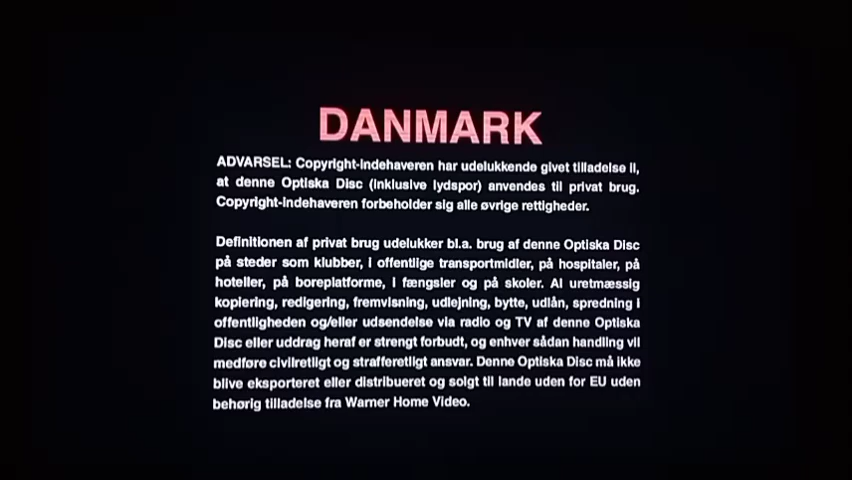 DANMARK
ADVARSEL: Copyright-indehaveren har udelukkende givet tilladelse il,
at denne Optiska Disc (inklusive lydspor) anvendes til privat brug.
Copyright-indehaveren forbeholder sig alle øvrige rettigheder.
Definitionen af privat brug udelukker bl.a. brug af denne Optiska Disc
på steder som klubber, i offentlige transportmidler, på hospitaler, på
hoteller, på boreplatforme, i fængsler og på skoler. Al uretmæssig
kopiering, redigering, fremvisning, udlejning, bytte, udlån, spredning i
offentligheden og/eller udsendelse via radio og TV af denne Optiska
Disc eller uddrag heraf er strengt forbudt, og enhver sådan handling vil
medføre civilretligt og strafferetligt ansvar. Denne Optiska Disc må ikke
blive eksporteret eller distribueret og solgt til lande uden for EU uden
behørig tilladelse fra Warner Home Video.